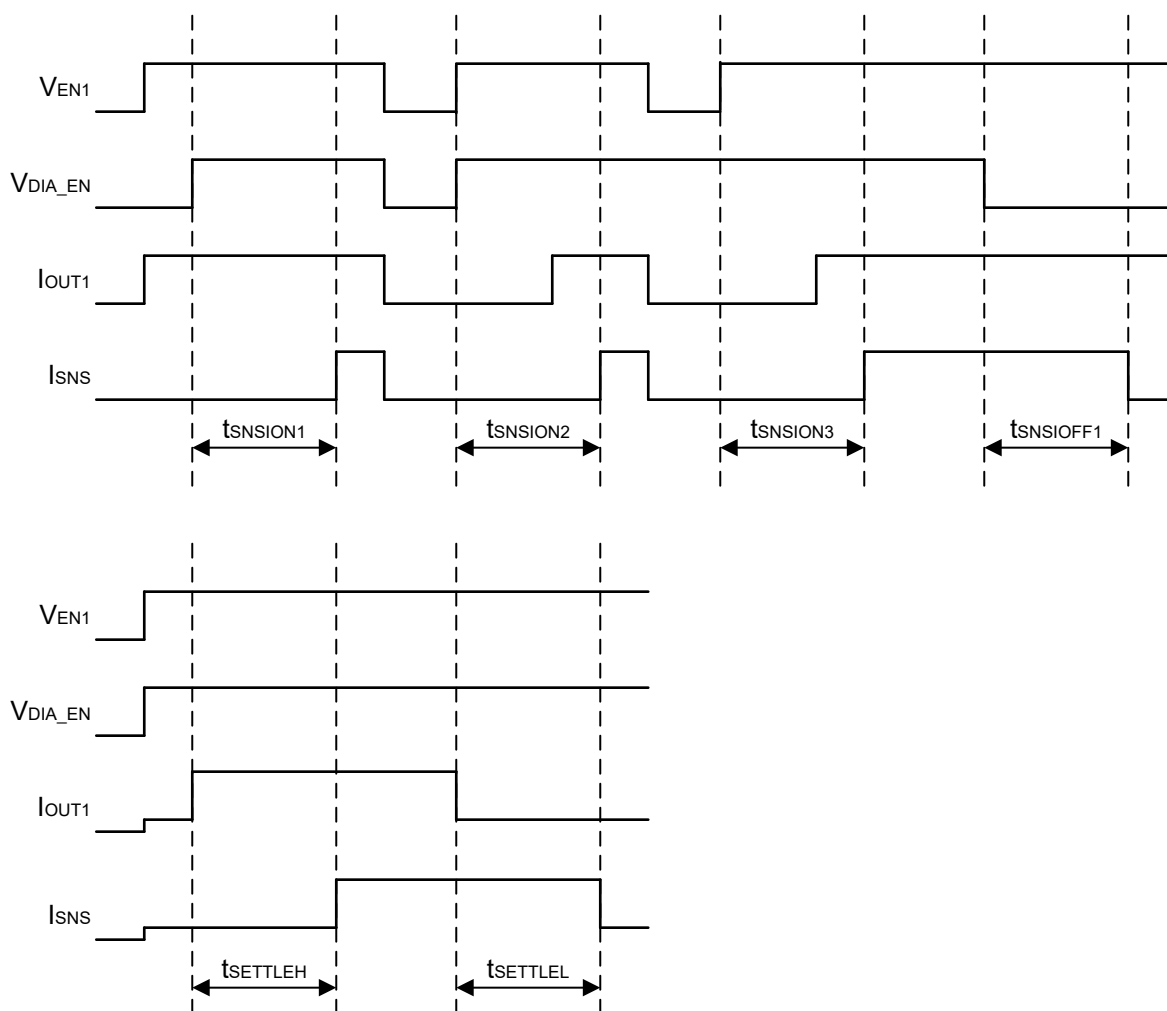 VEN1
VDIA_EN
IOUT1
ISNS
tSNSION1 tSNSION2 tSNSION3 tSNSIOFF1
VEN1
VDIA_EN
IOUT1
ISNS
tSETTLEH tSETTLEL